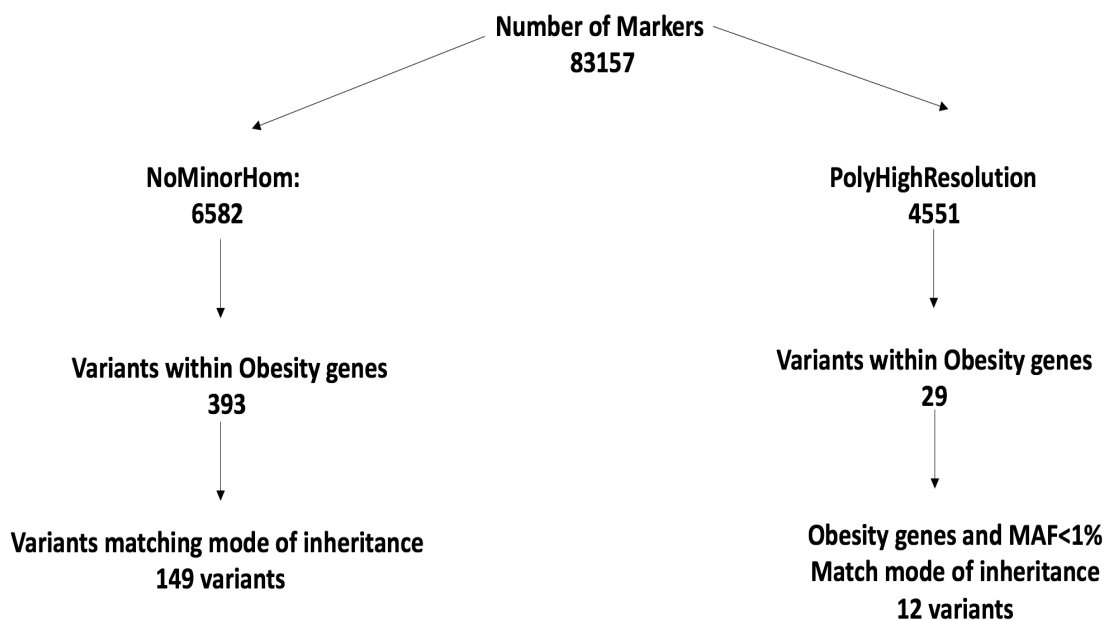 Number of Markers
83157
NoMinorHom:
6582
PolyHighResolution
4551
Variants within Obesity genes
393
Variants within Obesity genes
29
Variants matching mode of inheritance
149 variants
Obesity genes and MAF<1%
Match mode of inheritance
12 variants